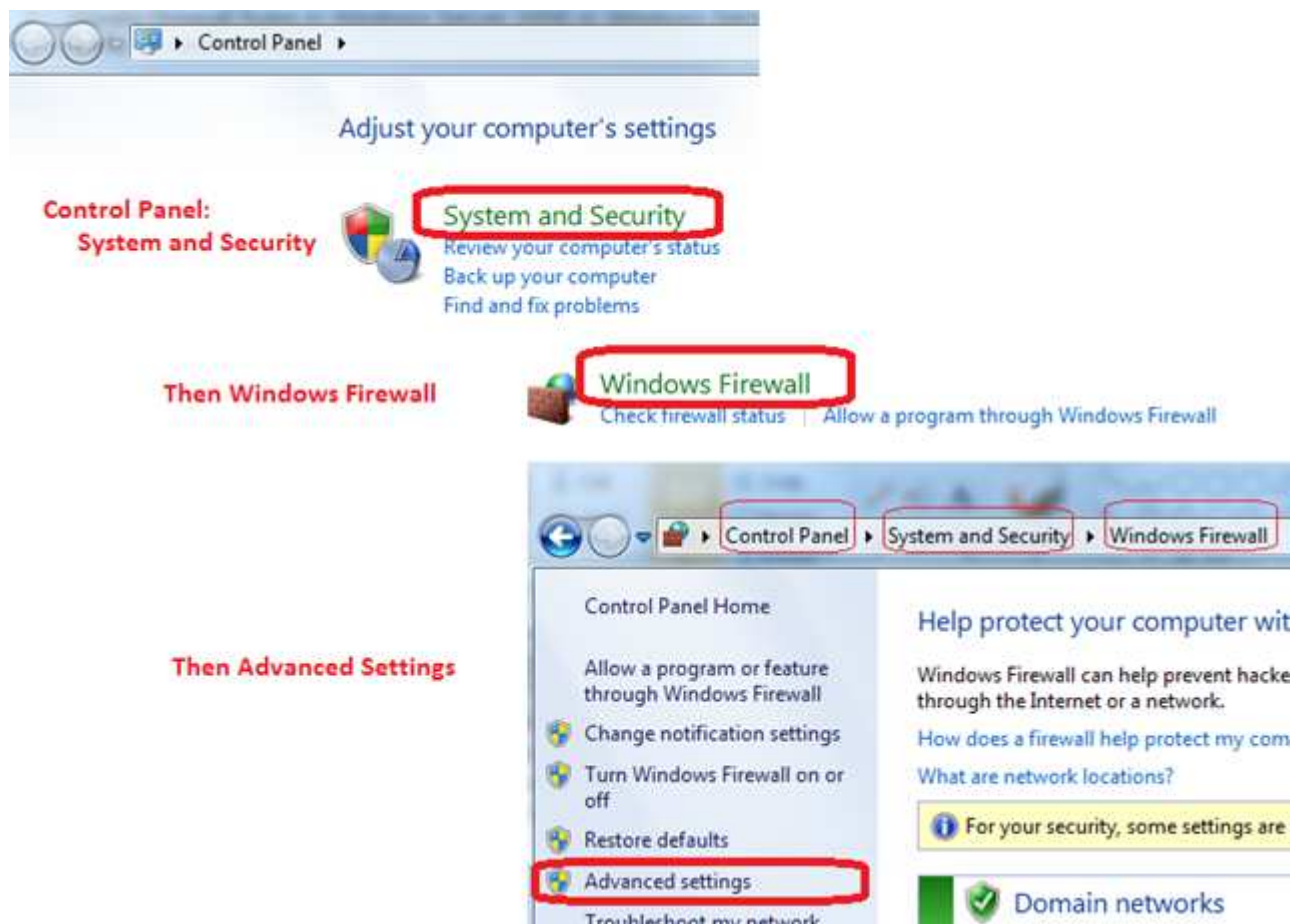 Control Panel
Adjust your computer's settings
Control Panel:
System and Security
System and Security
Review your computer's status
Back up your computer
Find and fix problems
Then Windows Firewall
Windows Firewall
Check firewall status Allow a program through Windows Firewall
Control Panel System and Security Windows Firewall
Then Advanced Settings
Control Panel Home
Allow a program or feature
through Windows Firewall
Change notification settings
Turn Windows Firewall on or
off
Restore defaults
Advanced settings
Troubleshoot my network
Help protect your computer wit
Windows Firewall can help prevent hacke
through the Internet or a network.
How does a firewall help protect my com
What are network locations?
For your security, some settings are
Domain networks